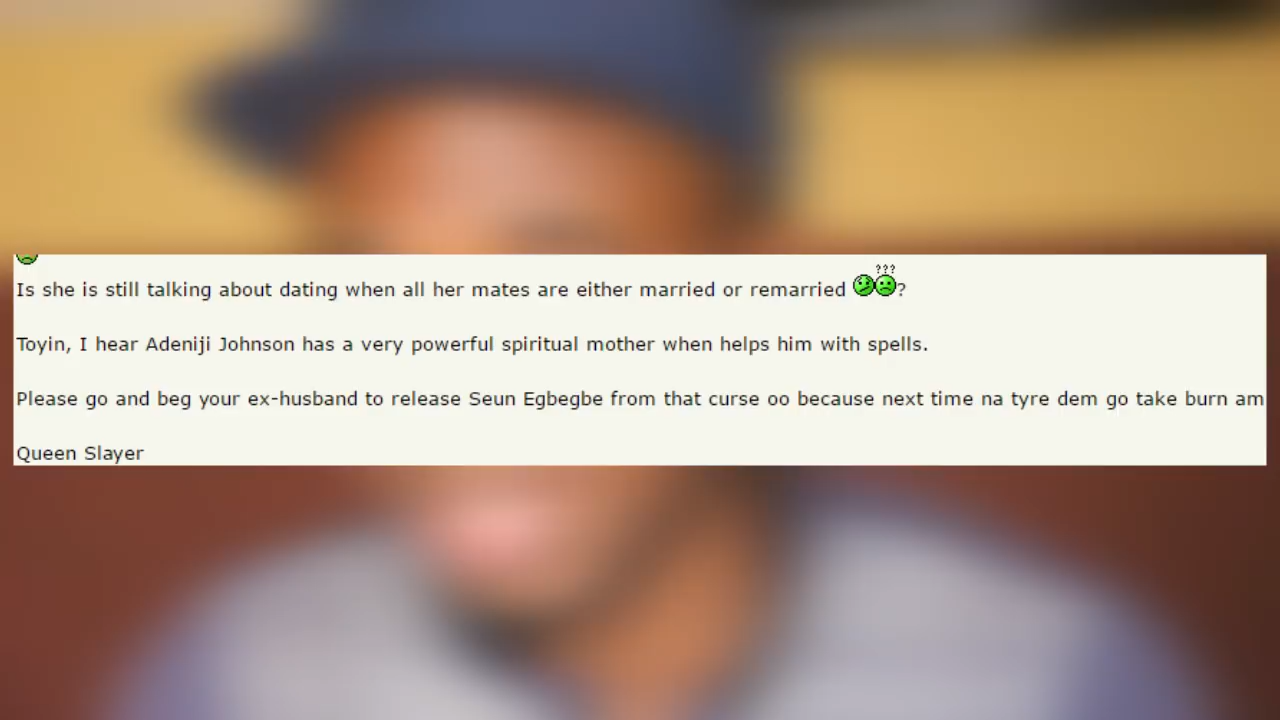 Is she is still talking about dating when all her mates are either married or remarried ???
?
Toyin, I hear Adeniji Johnson has a very powerful spiritual mother when helps him with spells.
Please go and beg your ex-husband to release Seun Egbegbe from that curse oo because next time na tyre dem go take burn am
Queen Slayer